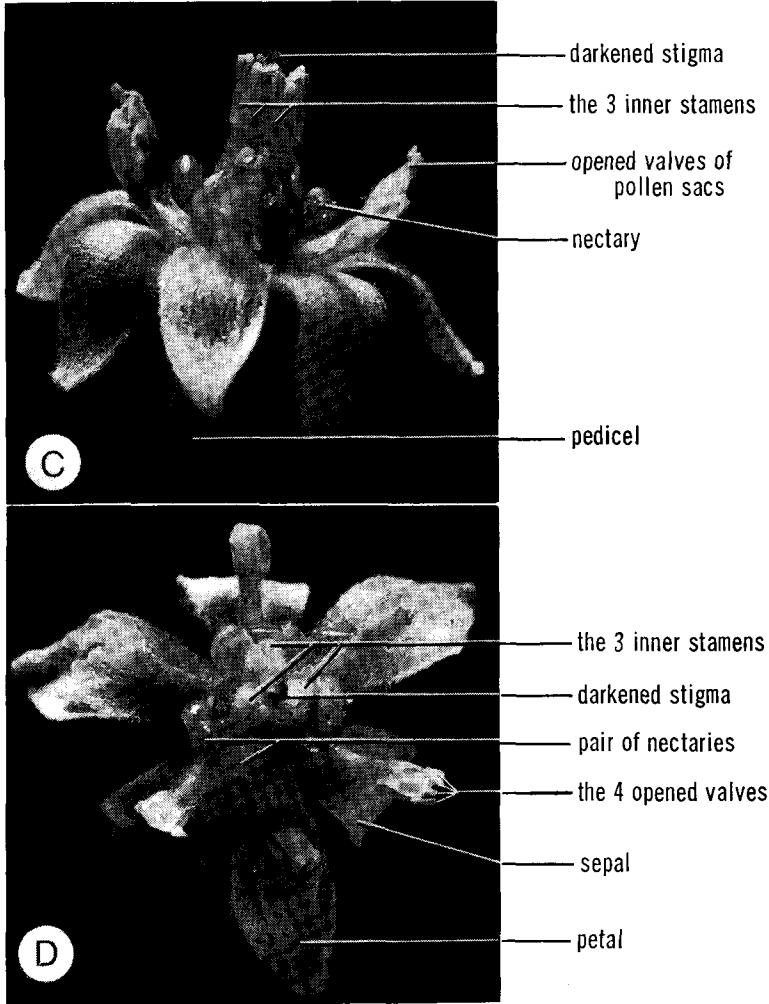 darkened stigma
the 3 inner stamens
opened valves of
pollen sacs
nectary
pedicel
C
the 3 inner stamens
darkened stigma
pair of nectaries
the 4 opened valves
sepal
petal
D